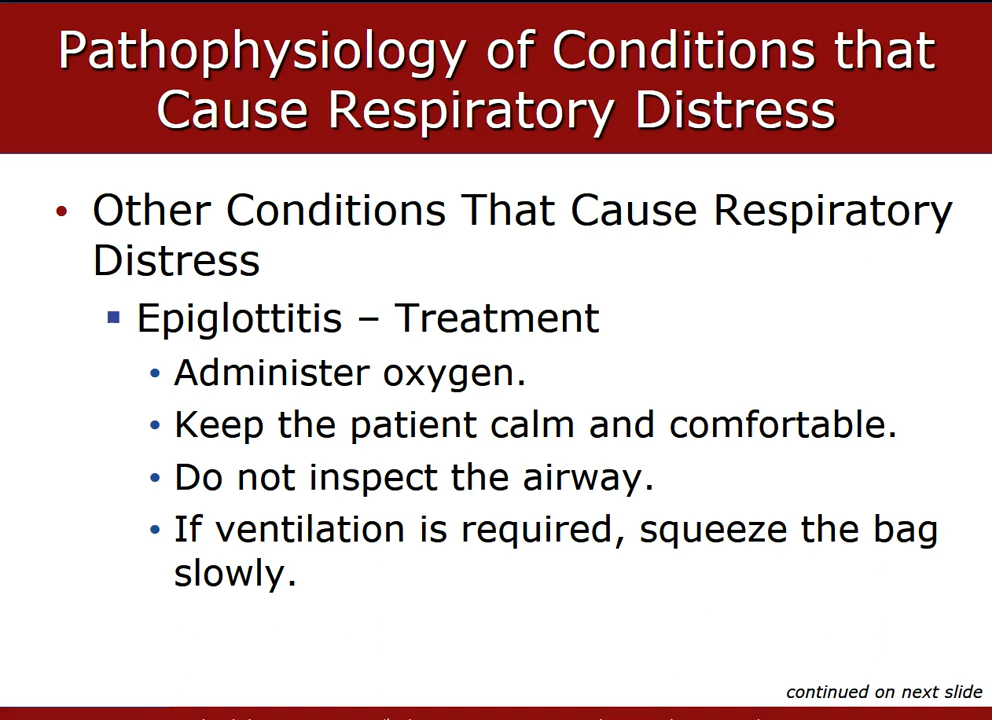 Pathophysiology of Conditions that
Cause Respiratory Distress
• Other Conditions That Cause Respiratory
Distress
▪ Epiglottitis – Treatment
• Administer oxygen.
• Keep the patient calm and comfortable.
• Do not inspect the airway.
• If ventilation is required, squeeze the bag
slowly.
continued on next slide